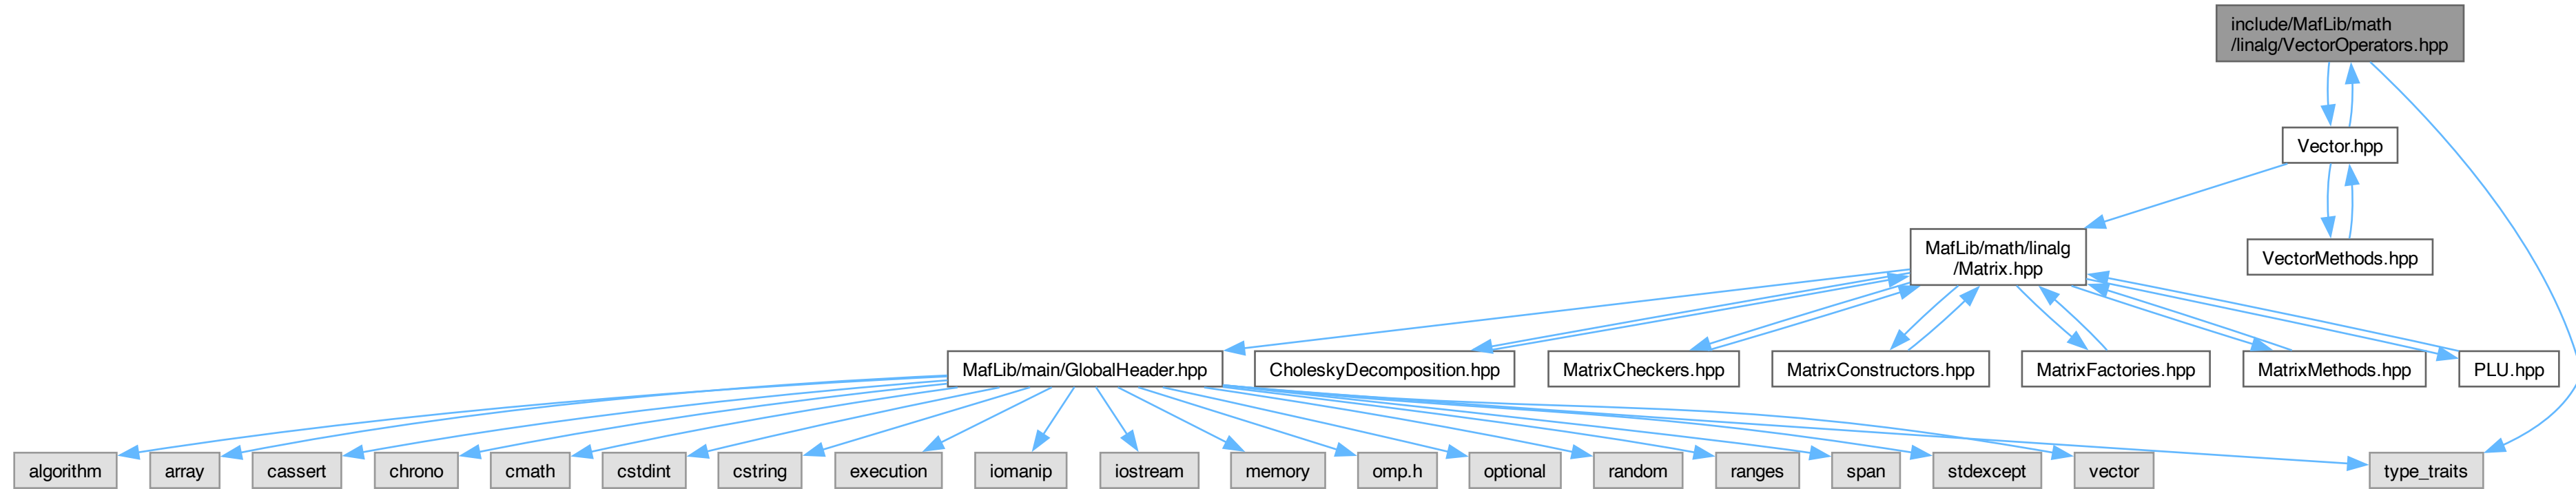 include/MafLib/math
/linalg/VectorOperators.hpp
Vector.hpp
MafLib/math/linalg
/Matrix.hpp
VectorMethods.hpp
MafLib/main/GlobalHeader.hpp
CholeskyDecomposition.hpp
MatrixCheckers.hpp
MatrixConstructors.hpp
MatrixFactories.hpp
MatrixMethods.hpp
PLU.hpp
algorithm
array
cassert
chrono
cmath
cstdint
cstring
execution
iomanip
iostream
memory
omp.h
optional
random
ranges
span
stdexcept
vector
type_traits